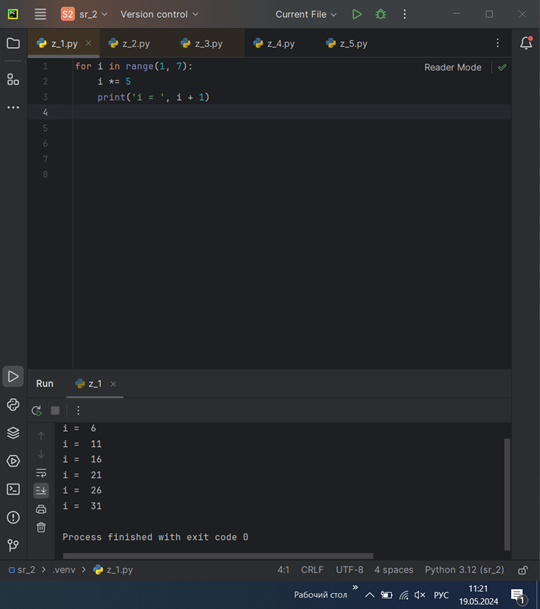 S2 sr_2 Version control Current File
z_1.py z_2.py z_3.py z_4.py z_5.py
Reader Mode
1 for i in range(1, 7):
2 i *= 5
3 print('i = ', i + 1)
4
5
6
7
8
Run z_1
i =  6
i =  11
i =  16
i =  21
i =  26
i =  31
Process finished with exit code 0
sr_2 > .venv > z_1.py 4:1 CRLF UTF-8 4 spaces Python 3.12 (sr_2)
Рабочий стол » РУС 11:21
19.05.2024 1